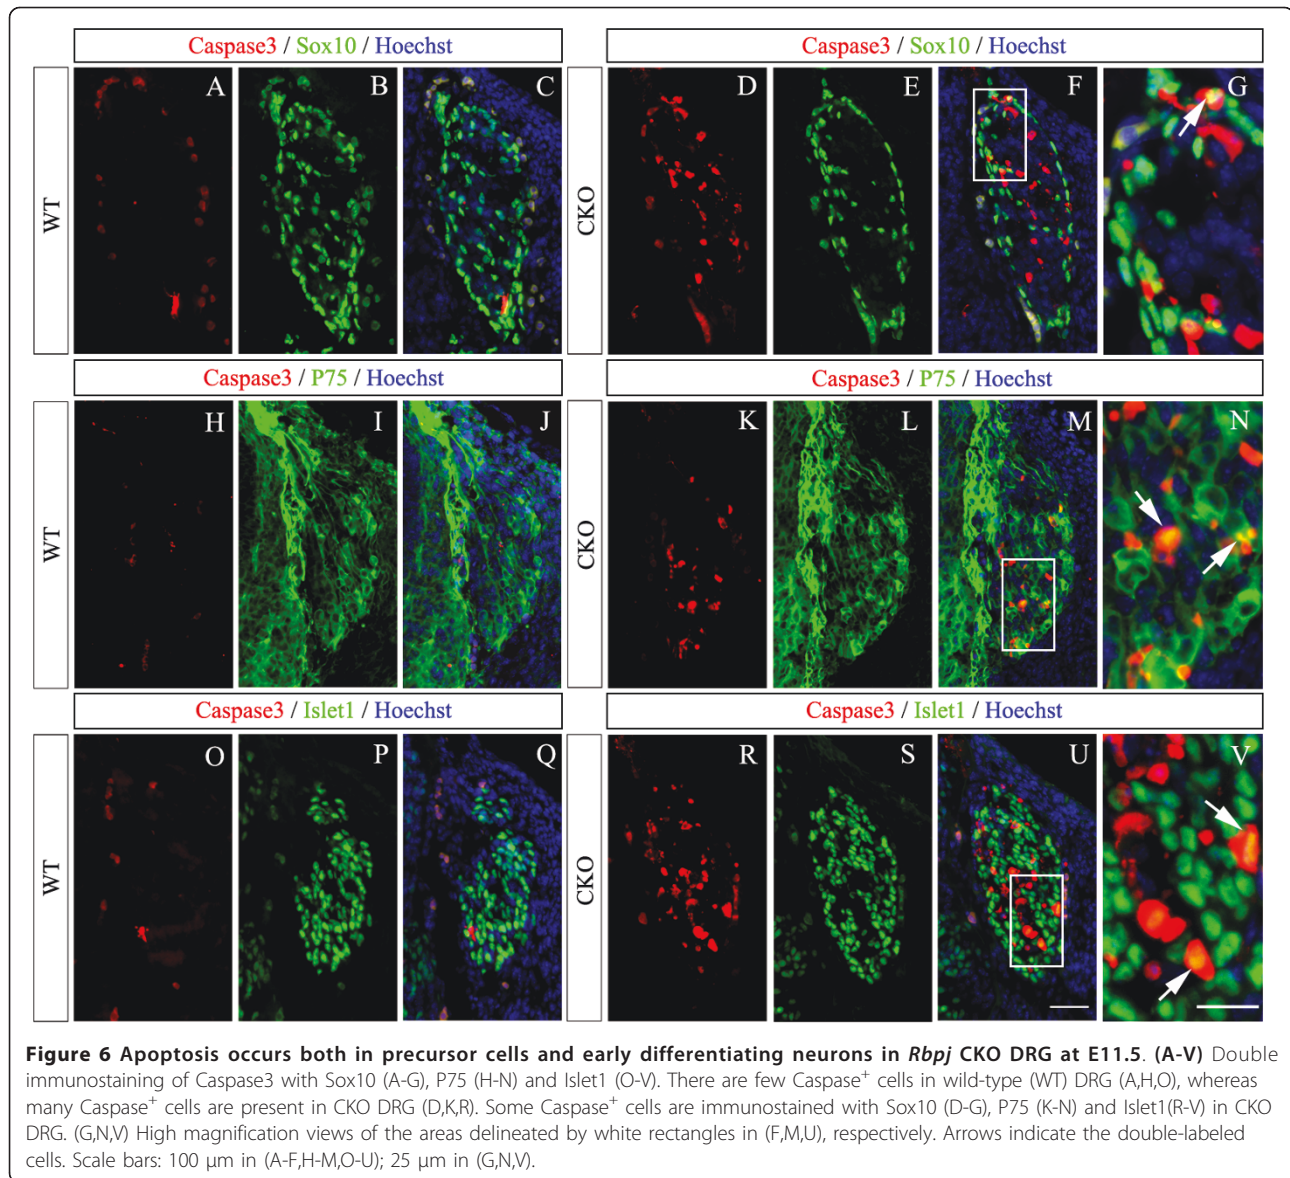 Caspase3 / Sox10 / Hoechst
Caspase3 / Sox10 / Hoechst
WT
A
B
C
CKO
D
E
F
G
Caspase3 / P75 / Hoechst
Caspase3 / P75 / Hoechst
WT
H
I
J
CKO
K
L
M
N
Caspase3 / Islet1 / Hoechst
Caspase3 / Islet1 / Hoechst
WT
O
P
Q
CKO
R
S
U
V
Figure 6 Apoptosis occurs both in precursor cells and early differentiating neurons in Rbpj CKO DRG at E11.5. (A-V) Double
immunostaining of Caspase3 with Sox10 (A-G), P75 (H-N) and Islet1 (O-V). There are few Caspase⁺ cells in wild-type (WT) DRG (A,H,O), whereas
many Caspase⁺ cells are present in CKO DRG (D,K,R). Some Caspase⁺ cells are immunostained with Sox10 (D-G), P75 (K-N) and Islet1(R-V) in CKO
DRG. (G,N,V) High magnification views of the areas delineated by white rectangles in (F,M,U), respectively. Arrows indicate the double-labeled
cells. Scale bars: 100 μm in (A-F,H-M,O-U); 25 μm in (G,N,V).